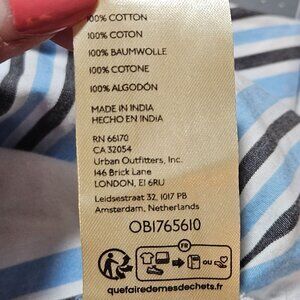 100% COTTON
100% COTON
100% BAUMWOLLE
100% COTONE
100% ALGODÓN
MADE IN INDIA
HECHO EN INDIA
RN 66170
CA 32054
Urban Outfitters, Inc.
146 Brick Lane
LONDON, E1 6RU
Leidsestraat 32, 1017 PB
Amsterdam, Netherlands
OB1765610
FR
OU
quefairedemesdechets.fr